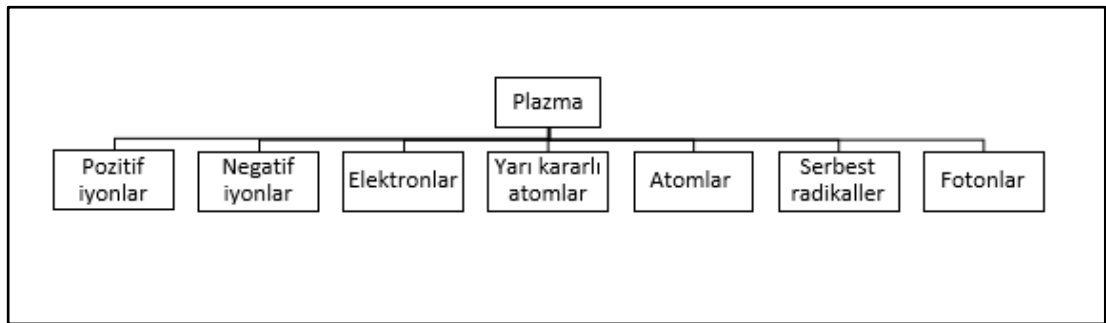 Plazma
Pozitif
iyonlar
Negatif
iyonlar
Elektronlar
Yarı kararlı
atomlar
Atomlar
Serbest
radikaller
Fotonlar